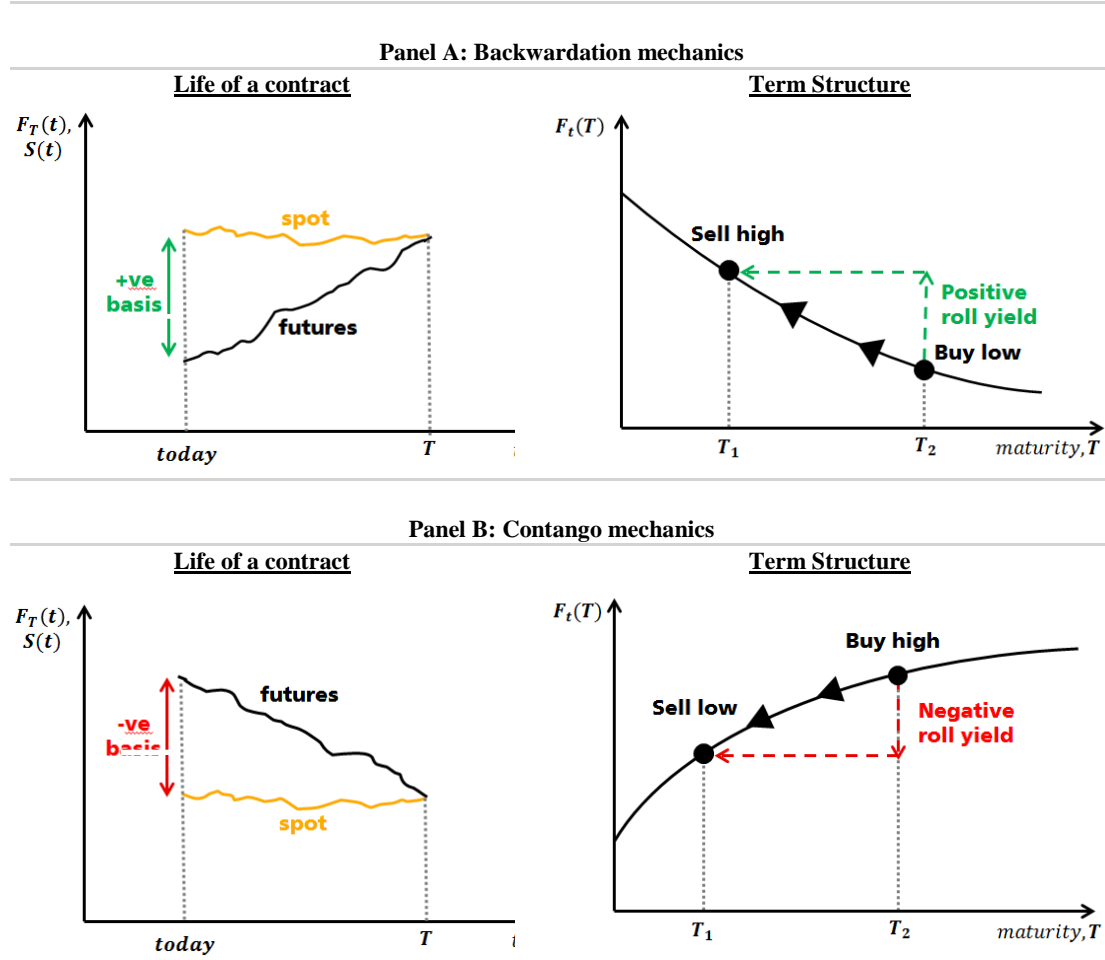 Panel A: Backwardation mechanics
Life of a contract
Term Structure
F_T(t),
S(t)
spot
+ve
basis
futures
today
T
F_t(T)
Sell high
Positive
roll yield
Buy low
T_1
T_2
maturity, T
Panel B: Contango mechanics
Life of a contract
Term Structure
F_T(t),
S(t)
futures
-ve
basis
spot
today
T
F_t(T)
Buy high
Sell low
Negative
roll yield
T_1
T_2
maturity, T